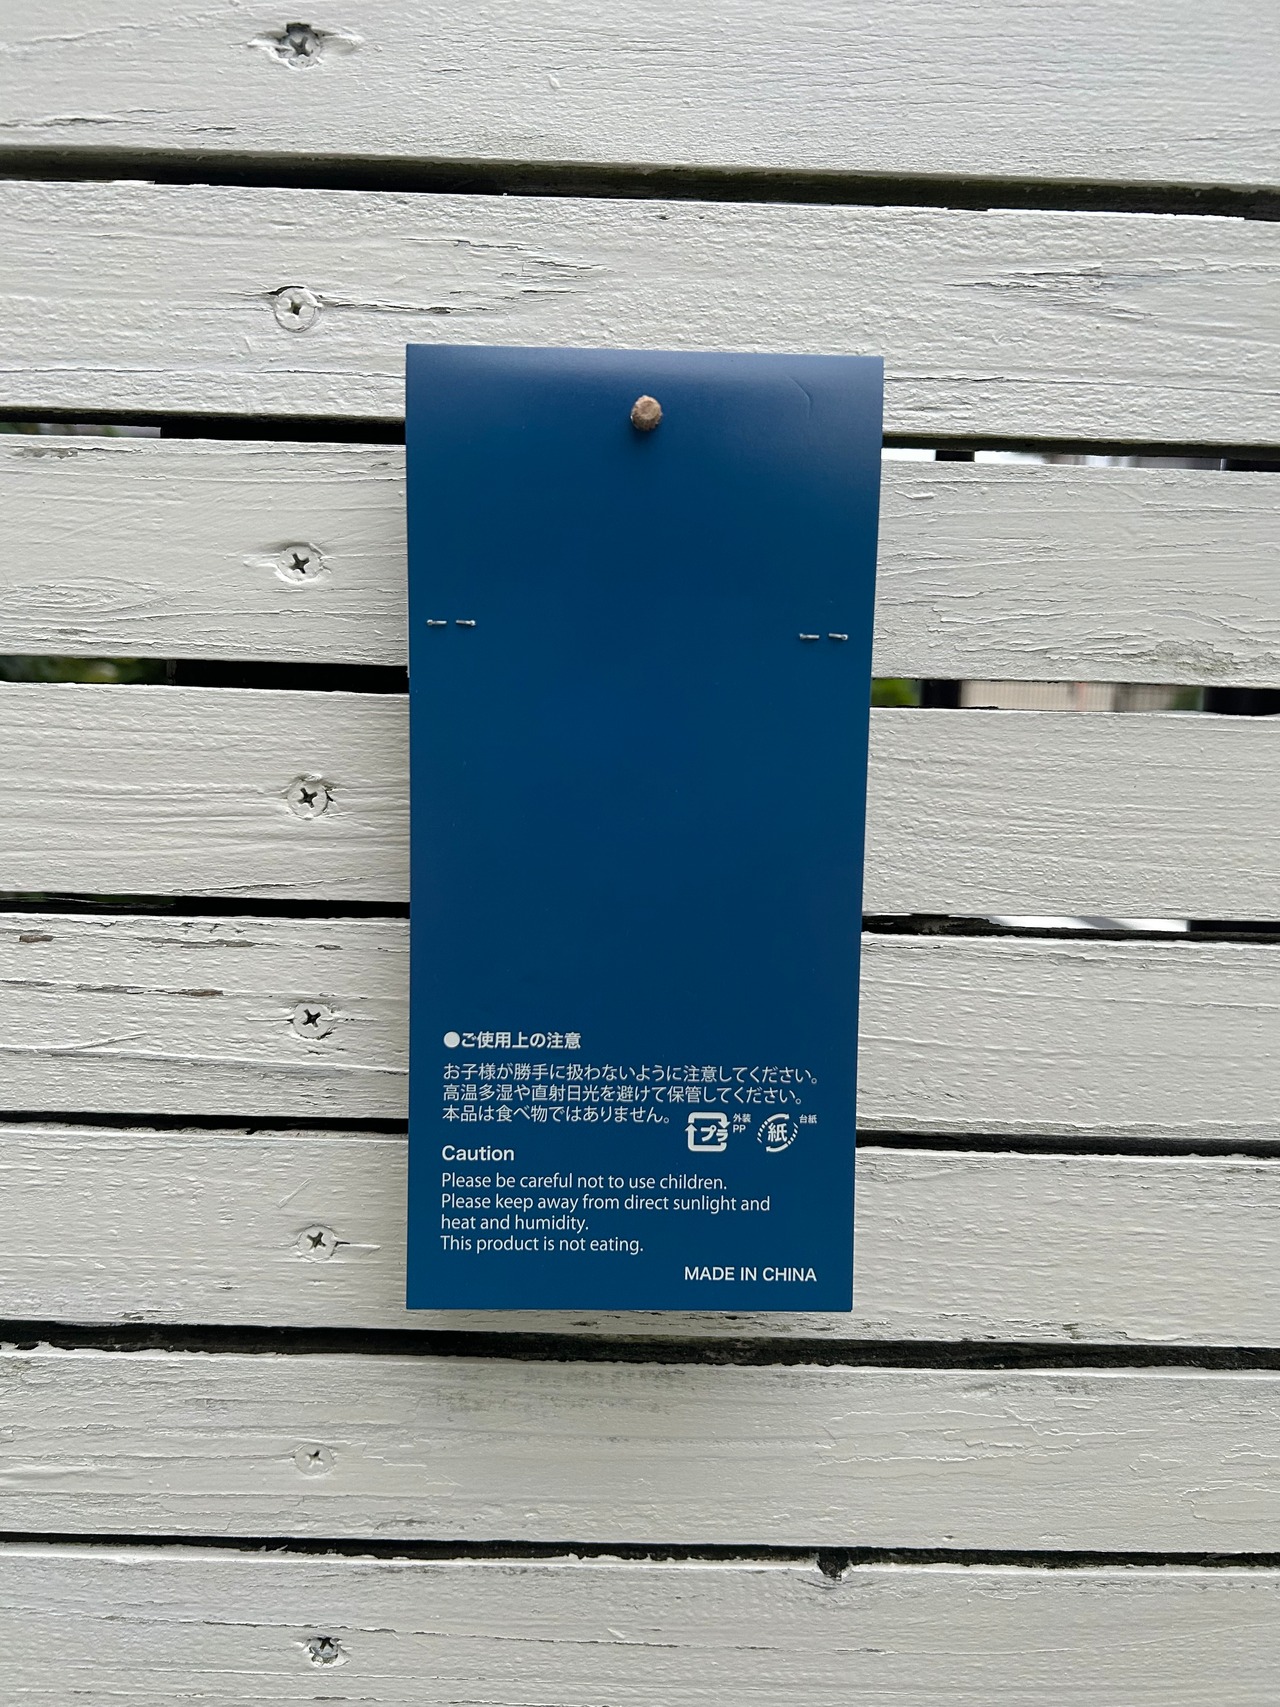 ●ご使用上の注意
お子様が勝手に扱わないように注意してください。
高温多湿や直射日光を避けて保管してください。
本品は食べ物ではありません。
プラ 外装
PP
紙 台紙
Caution
Please be careful not to use children.
Please keep away from direct sunlight and
heat and humidity.
This product is not eating.
MADE IN CHINA